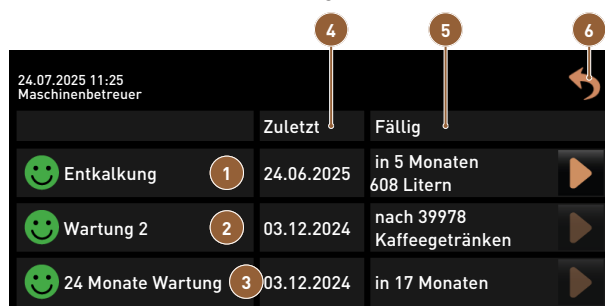 4 5 6
24.07.2025 11:25
Maschinenbetreuer
Zuletzt Fällig
Entkalkung 1 24.06.2025 in 5 Monaten
608 Litern
Wartung 2 2 03.12.2024 nach 39978
Kaffeegetränken
24 Monate Wartung 3 03.12.2024 in 17 Monaten